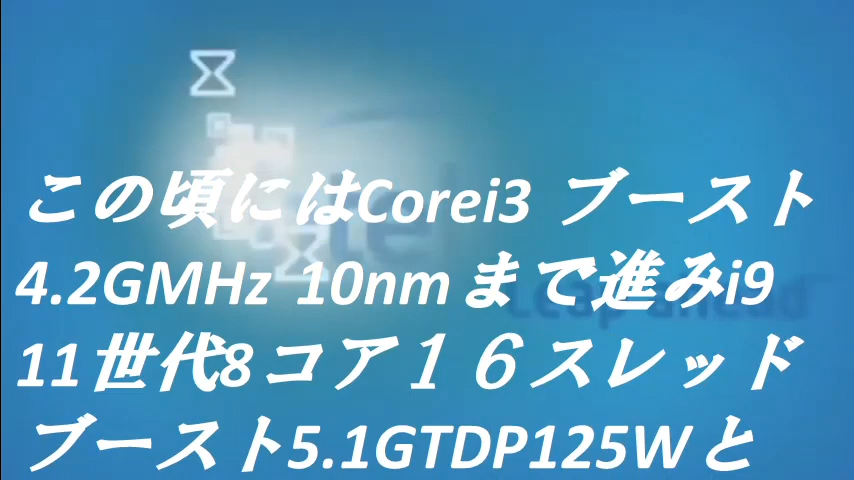 この頃にはCorei3 ブースト
4.2GMHz 10nmまで進みi9
Leap ahead
11世代8コア１６スレッド
ブースト5.1GTDP125Wと